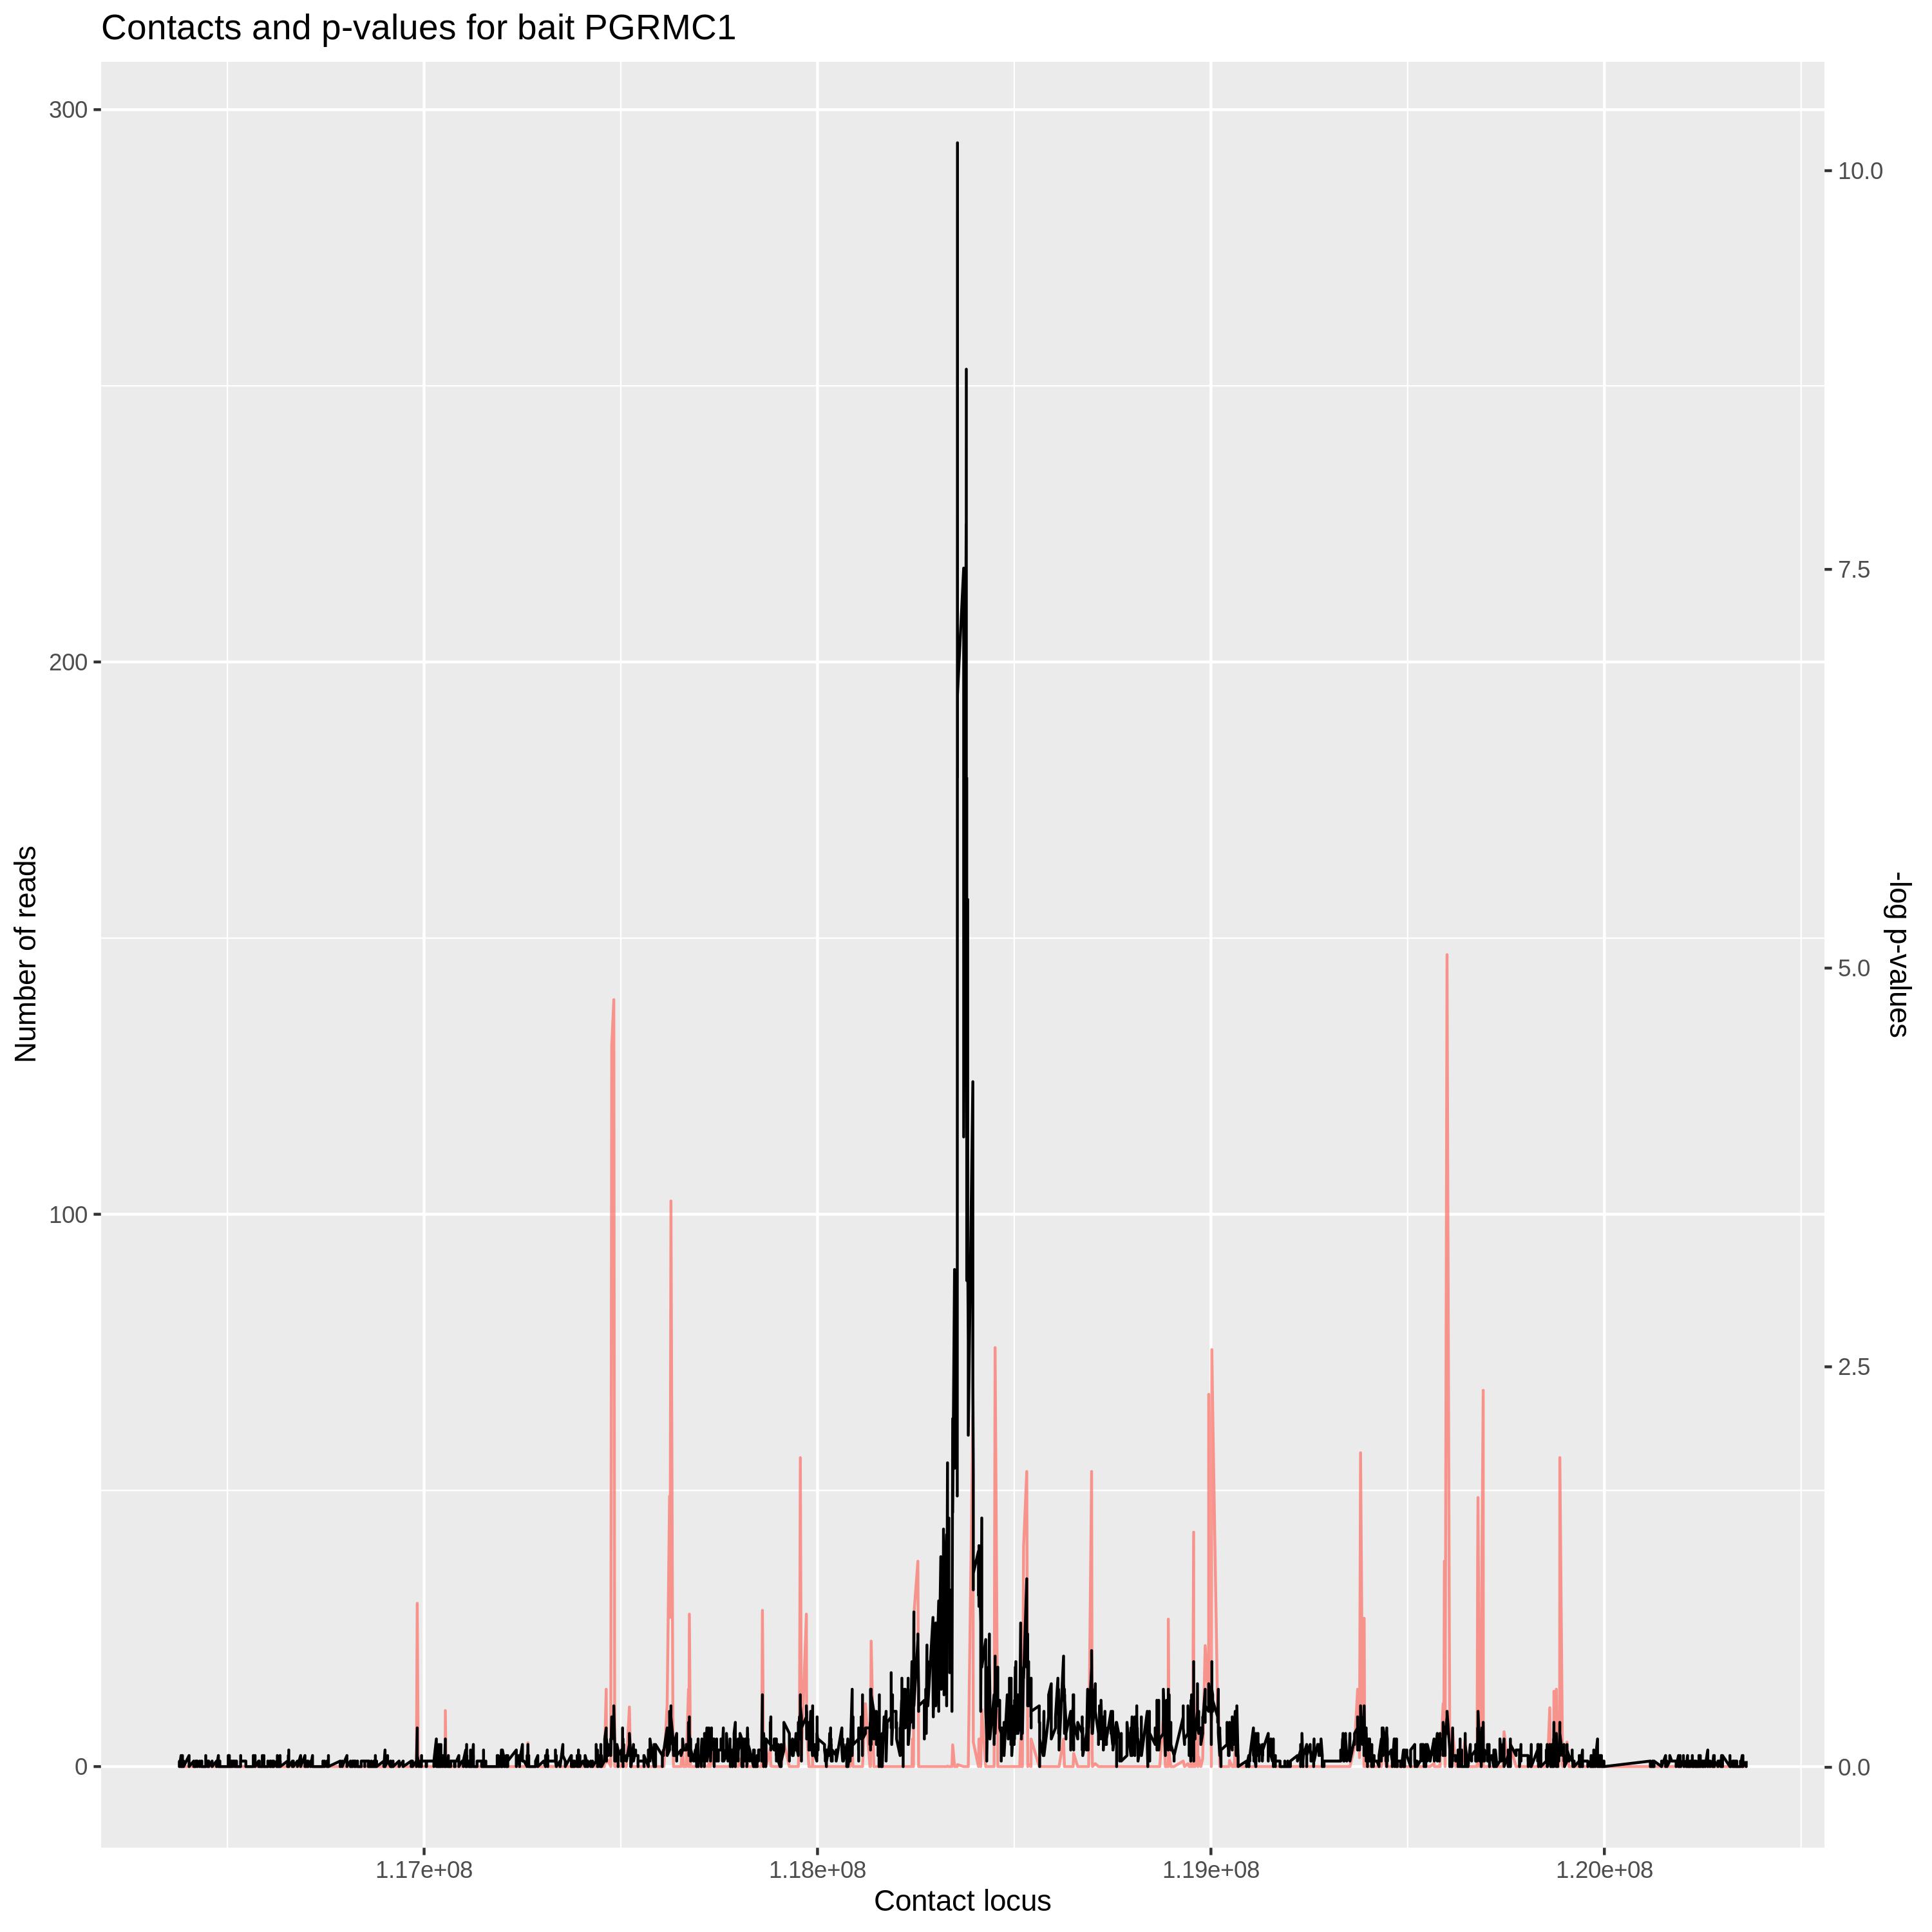 Contacts and p-values for bait PGRMC1
300
200
100
0
Number of reads
10.0
7.5
5.0
2.5
0.0
-log p-values
1.17e+08
1.18e+08
1.19e+08
1.20e+08
Contact locus